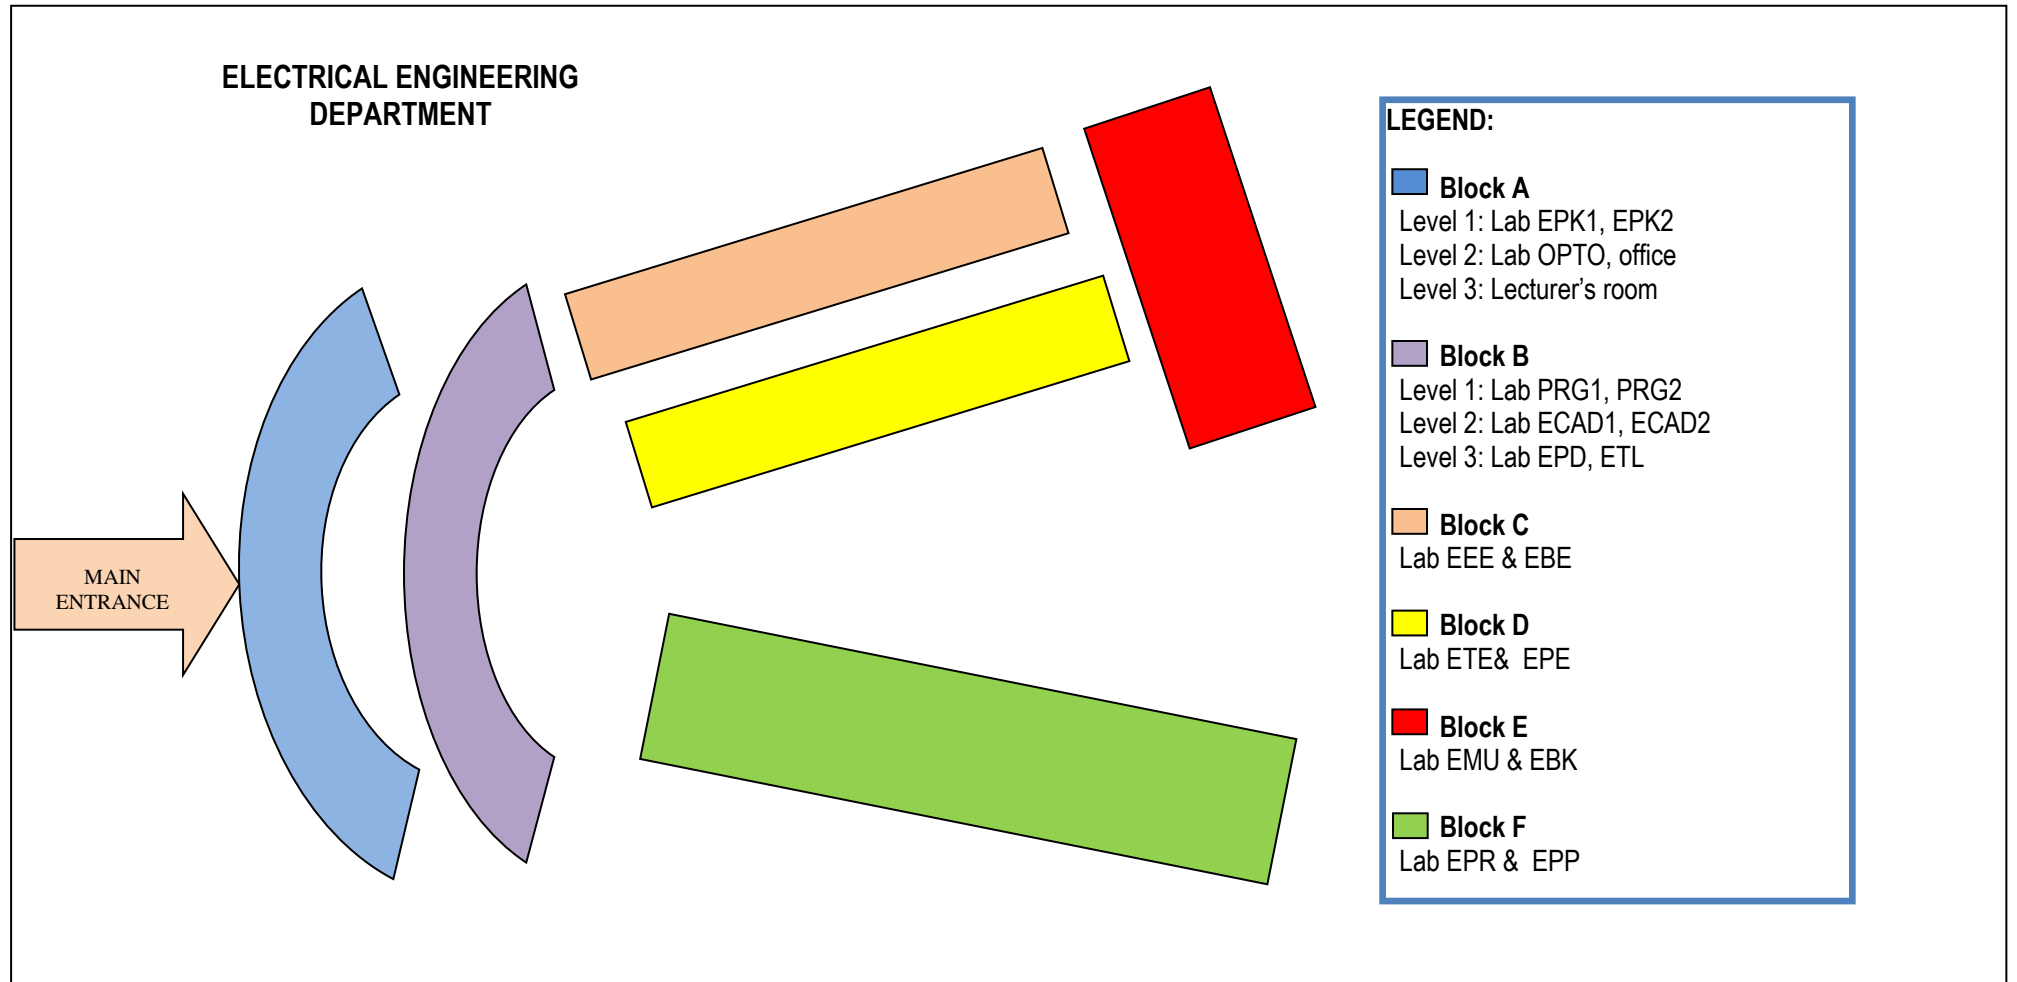 ELECTRICAL ENGINEERING
DEPARTMENT
MAIN
ENTRANCE
LEGEND:
Block A
Level 1: Lab EPK1, EPK2
Level 2: Lab OPTO, office
Level 3: Lecturer’s room
Block B
Level 1: Lab PRG1, PRG2
Level 2: Lab ECAD1, ECAD2
Level 3: Lab EPD, ETL
Block C
Lab EEE & EBE
Block D
Lab ETE&  EPE
Block E
Lab EMU & EBK
Block F
Lab EPR &  EPP